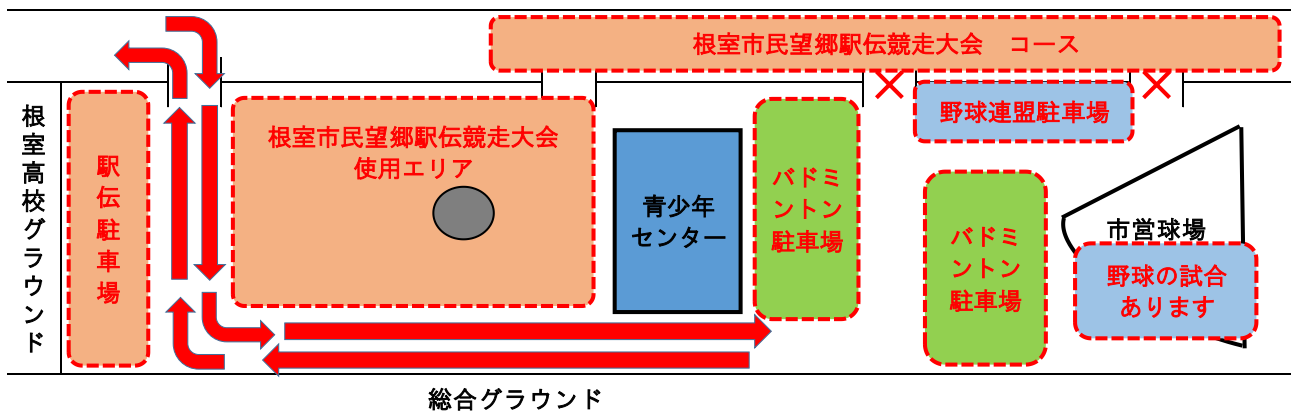 根室市民望郷駅伝競走大会　コース
根室高校グラウンド
駅伝駐車場
根室市民望郷駅伝競走大会
使用エリア
青少年
センター
バドミ
ントン
駐車場
野球連盟駐車場
バドミ
ントン
駐車場
市営球場
野球の試合
あります
総合グラウンド